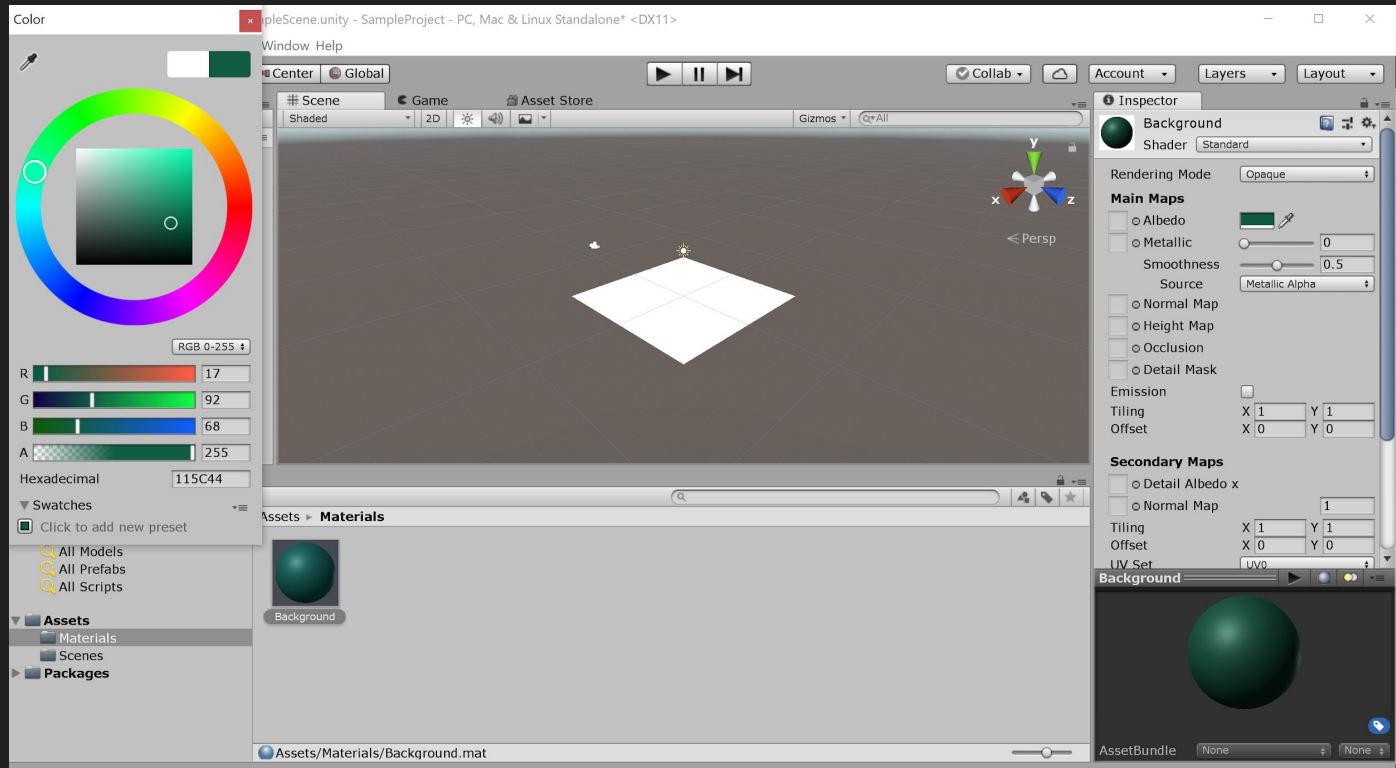 Color
pleScene.unity - SampleProject - PC, Mac & Linux Standalone* <DX11>
Window Help
Center Global
Collab
Account
Layers
Layout
Scene
Game
Asset Store
Shaded
2D
Gizmos
All
y
x
z
Persp
RGB 0-255
R 17
G 92
B 68
A 255
Hexadecimal 115C44
Swatches
Click to add new preset
Inspector
Background
Shader Standard
Rendering Mode Opaque
Main Maps
Albedo
Metallic 0
Smoothness 0.5
Source Metallic Alpha
Normal Map
Height Map
Occlusion
Detail Mask
Emission
Tiling X 1 Y 1
Offset X 0 Y 0
Secondary Maps
Detail Albedo x
Normal Map 1
Tiling X 1 Y 1
Offset X 0 Y 0
UV Set UV0
Assets Materials
Background
All Models
All Prefabs
All Scripts
Assets
Materials
Scenes
Packages
Assets/Materials/Background.mat
Background
AssetBundle None None